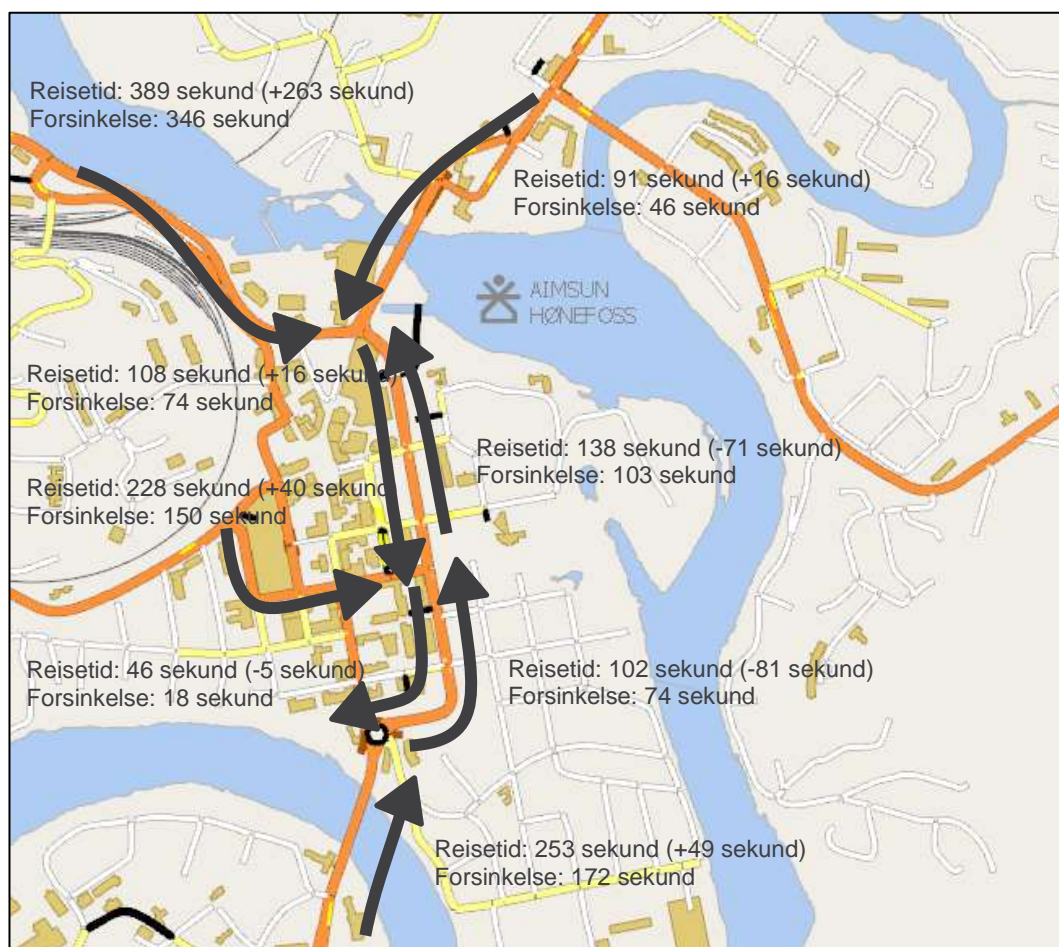 Reisetid: 389 sekund (+263 sekund)
Forsinkelse: 346 sekund
Reisetid: 91 sekund (+16 sekund)
Forsinkelse: 46 sekund
AIMSUN
HØNEFOSS
Reisetid: 108 sekund (+16 sekund)
Forsinkelse: 74 sekund
Reisetid: 138 sekund (-71 sekund)
Forsinkelse: 103 sekund
Reisetid: 228 sekund (+40 sekund)
Forsinkelse: 150 sekund
Reisetid: 46 sekund (-5 sekund)
Forsinkelse: 18 sekund
Reisetid: 102 sekund (-81 sekund)
Forsinkelse: 74 sekund
Reisetid: 253 sekund (+49 sekund)
Forsinkelse: 172 sekund